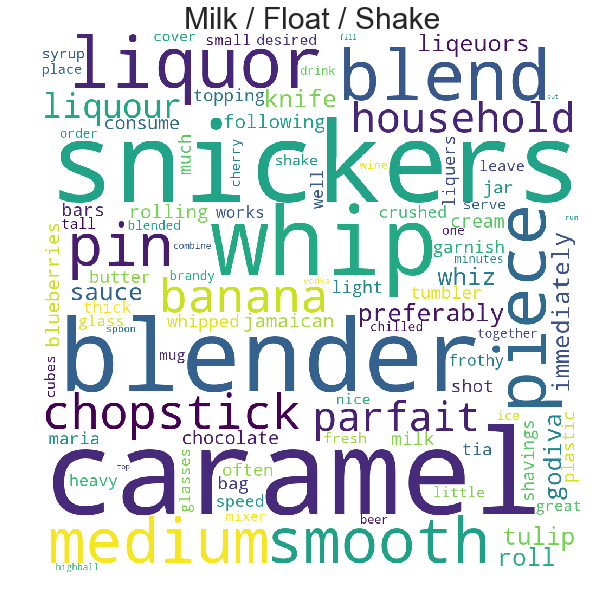 Milk / Float / Shake
cover small desired fill
syrup liquor liqeuors
place drink blend out
liquour topping knife household
consume following
order much cherry shake wine liquers leave
snickers well jar
bars rolling works crushed serve
tall blended whip cream one run
pin combine garnish minutes
blueberries butter brandy vodka light whiz piece immediately
sauce banana tumbler
thick preferably
glass whipped jamaican chilled together
spoon blender frothy
cubes mug nice shot
chopstick parfait ice
maria chocolate fresh milk tia shavings godiva plastic
caramel
heavy top glasses often bag little great
speed
mixer beer
medium smooth tulip
roll
highball